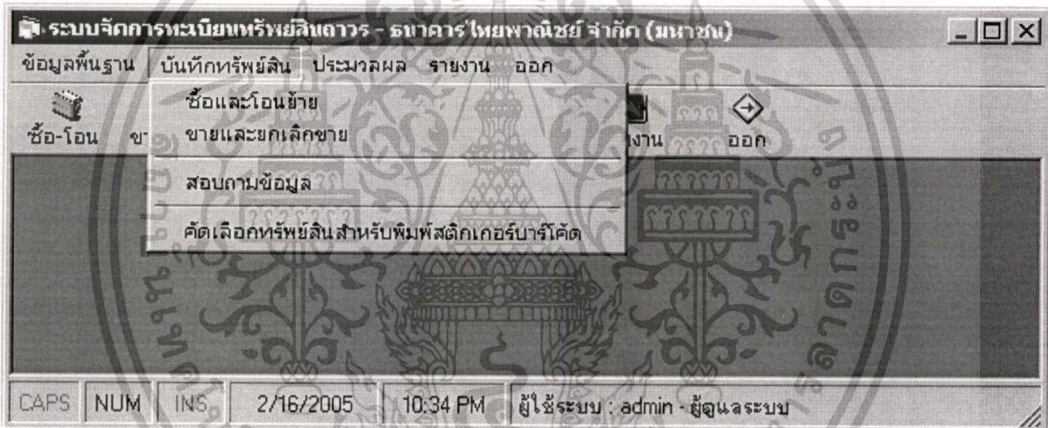 ระบบจัดการทะเบียนทรัพย์สินถาวร - ธนาคารไทยพาณิชย์ จำกัด (มหาชน)
ข้อมูลพื้นฐาน บันทึกทรัพย์สิน ประมวลผล รายงาน ออก
ซื้อและโอนย้าย
ขายและยกเลิกขาย
สอบถามข้อมูล
คัดเลือกทรัพย์สินสำหรับพิมพ์สติกเกอร์บาร์โค้ด
ซื้อ-โอน ออก
CAPS NUM INS 2/16/2005 10:34 PM ผู้ใช้ระบบ : admin - ผู้ดูแลระบบ